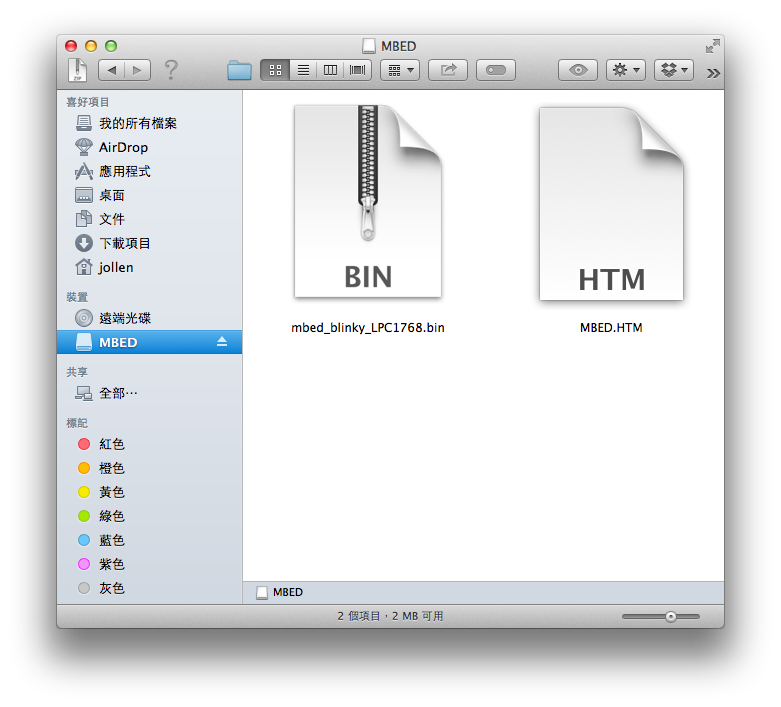 MBED
ZIP
喜好項目
我的所有檔案
AirDrop
應用程式
桌面
文件
下載項目
jollen
裝置
遠端光碟
MBED
共享
全部…
標記
紅色
橙色
黃色
綠色
藍色
紫色
灰色
BIN
mbed_blinky_LPC1768.bin
HTM
MBED.HTM
MBED
2 個項目，2 MB 可用